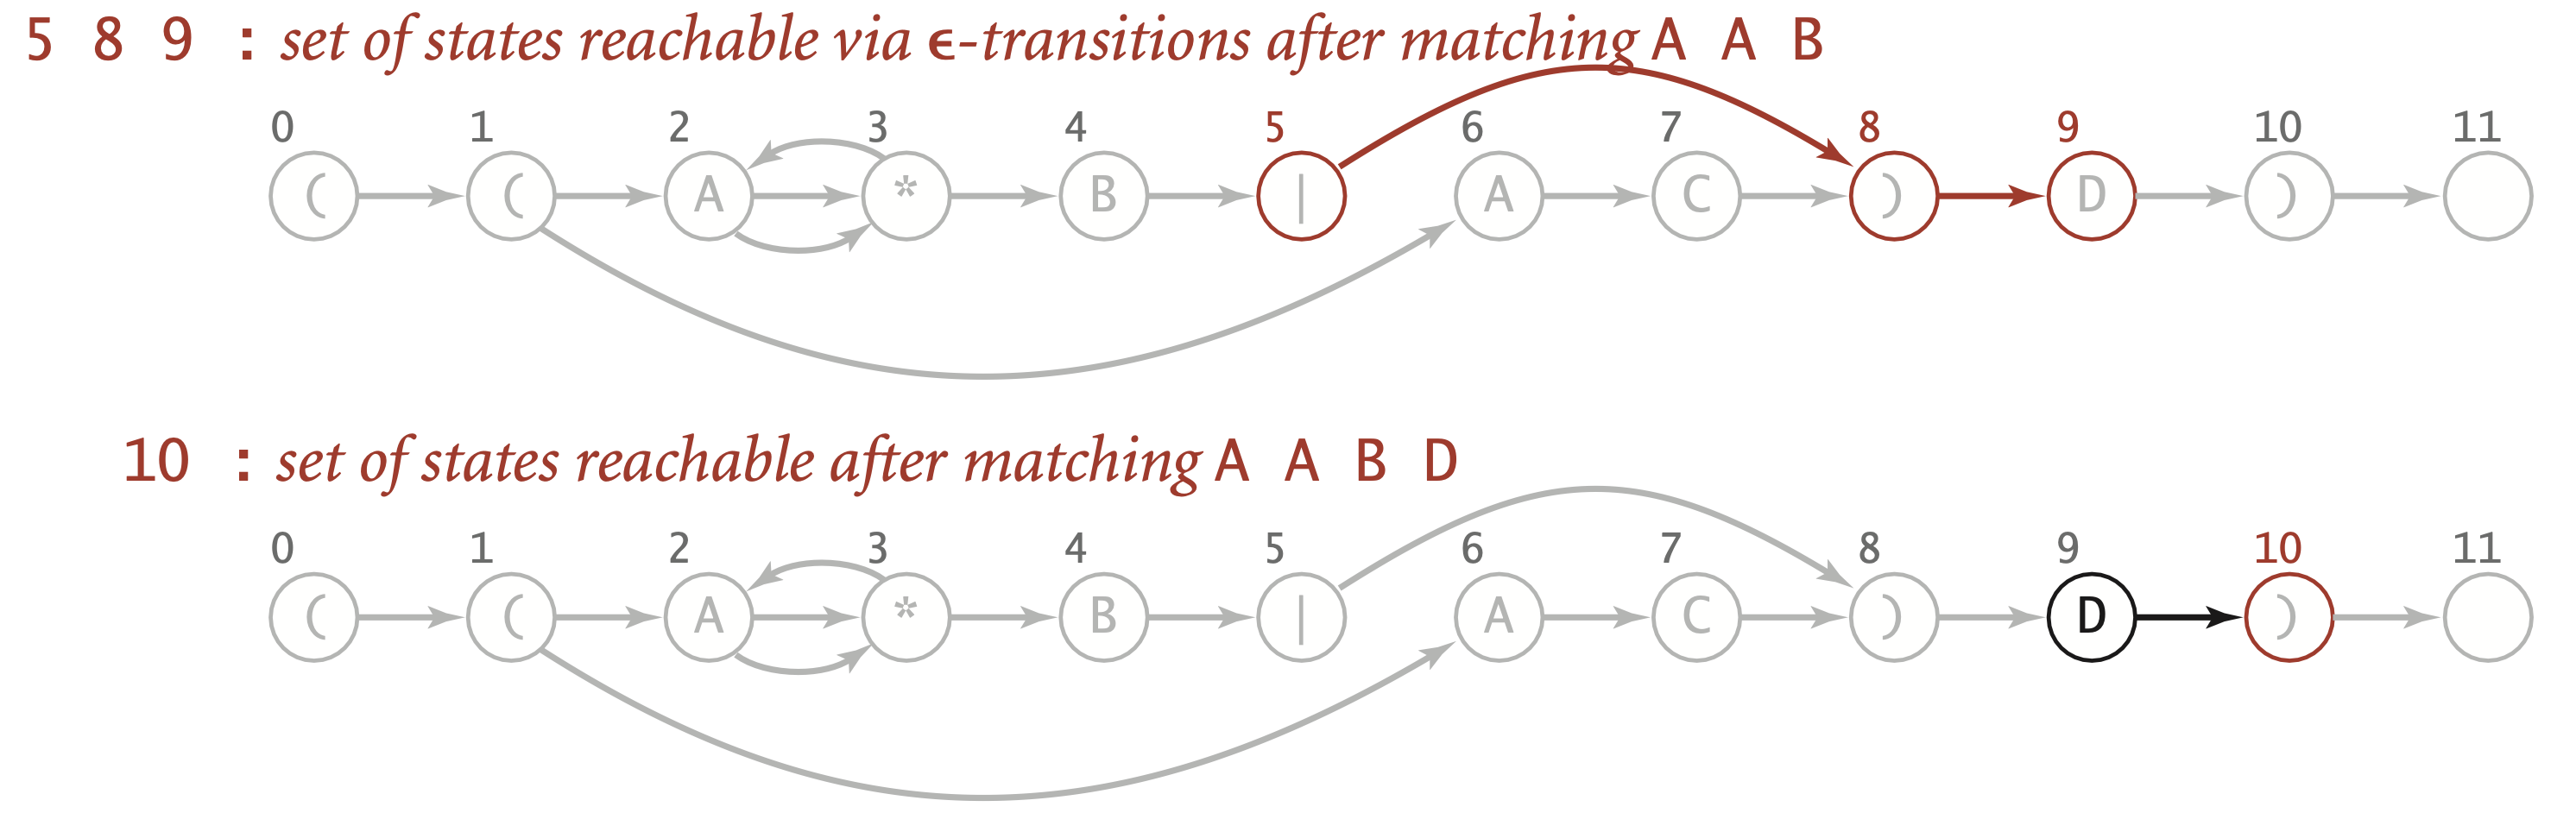 5 8 9 : set of states reachable via ϵ-transitions after matching A A B
0 1 2 3 4 5 6 7 8 9 10 11
( ( A * B | A C ) D )
10 : set of states reachable after matching A A B D
0 1 2 3 4 5 6 7 8 9 10 11
( ( A * B | A C ) D )